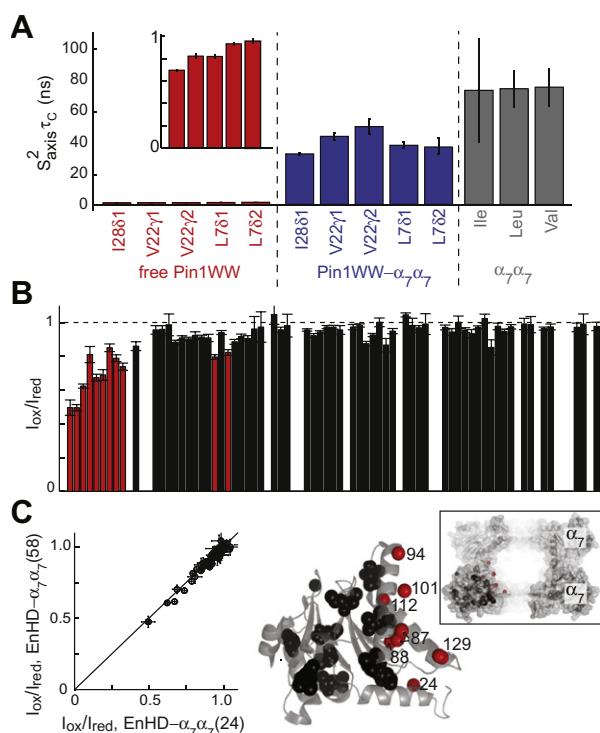 A
S²axis τC (ns)
100
80
60
40
20
0
1
0
I28δ1
V22γ1
V22γ2
L7δ1
L7δ2
free Pin1WW
I28δ1
V22γ1
V22γ2
L7δ1
L7δ2
Pin1WW–α7α7
Ile
Leu
Val
α7α7
B
Iox/Ired
1
0
C
Iox/Ired, EnHD–α7α7(58)
1.0
0.5
0
0
0.5
1.0
Iox/Ired, EnHD–α7α7(24)
94
101
112
87
88
129
24
α7
α7